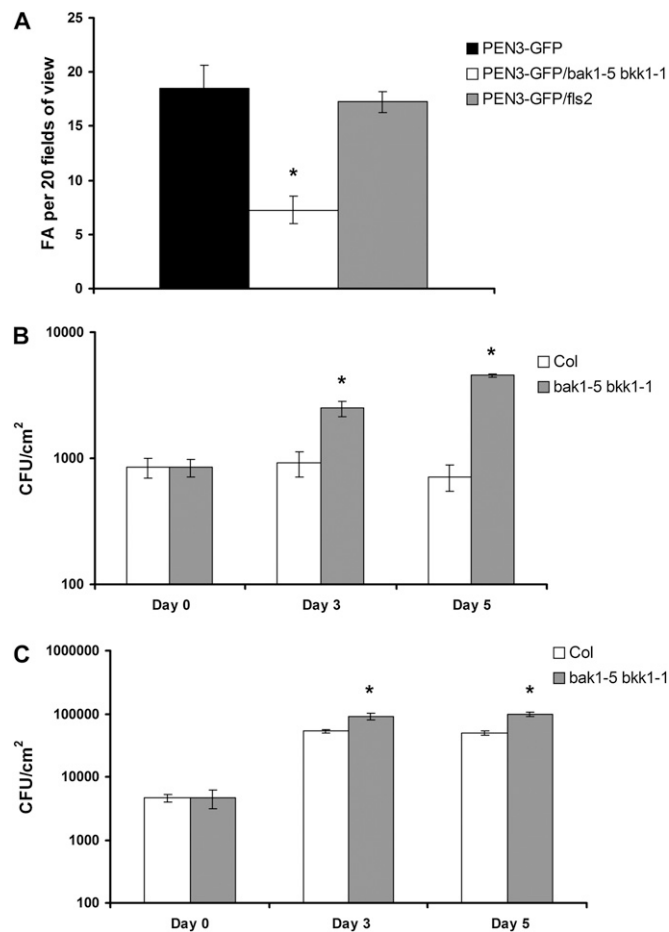 A
FA per 20 fields of view
25
20
15
10
5
0
*
PEN3-GFP
PEN3-GFP/bak1-5 bkk1-1
PEN3-GFP/fls2
B
CFU/cm²
10000
1000
100
*
*
Day 0
Day 3
Day 5
Col
bak1-5 bkk1-1
C
CFU/cm²
1000000
100000
10000
1000
100
*
*
Day 0
Day 3
Day 5
Col
bak1-5 bkk1-1